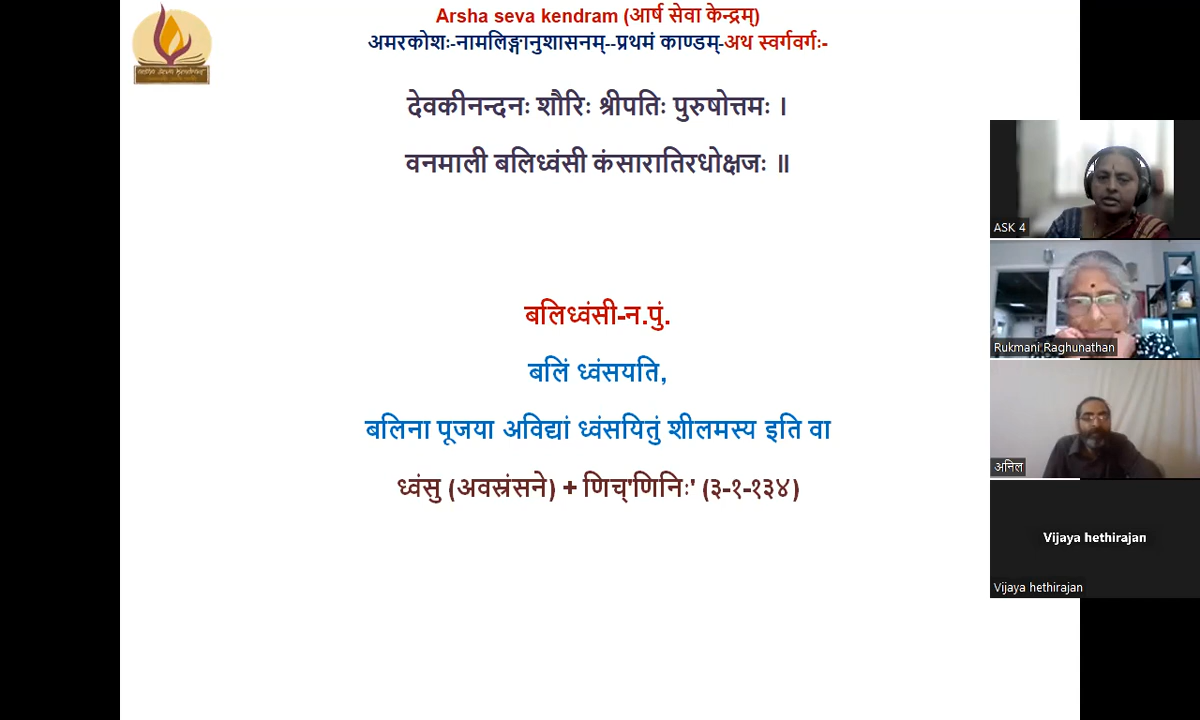 Arsha seva kendram (आर्ष सेवा केन्द्रम्)
अमरकोशः-नामलिङ्गानुशासनम्--प्रथमं काण्डम्-अथ स्वर्गवर्गः-
देवकीनन्दनः शौरिः श्रीपतिः पुरुषोत्तमः ।
वनमाली बलिध्वंसी कंसारातिरधोक्षजः ॥
बलिध्वंसी-न.पुं.
बलिं ध्वंसयति,
बलिना पूजया अविद्यां ध्वंसयितुं शीलमस्य इति वा
ध्वंसु (अवस्रंसने) + णिच्'णिनिः' (३-१-१३४)
ASK 4
Rukmani Raghunathan
अनिल
Vijaya hethirajan
Vijaya hethirajan